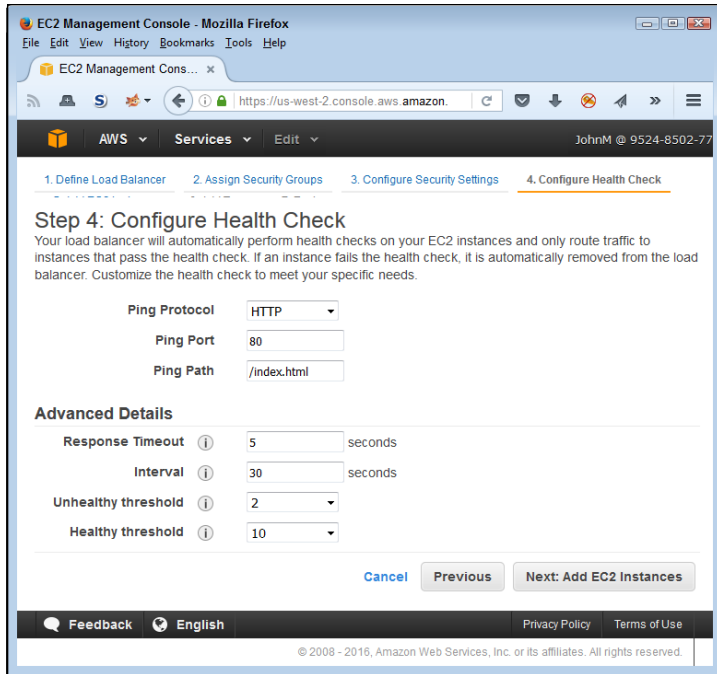 EC2 Management Console - Mozilla Firefox
File Edit View History Bookmarks Tools Help
EC2 Management Cons... ×
https://us-west-2.console.aws.amazon.
AWS Services Edit JohnM @ 9524-8502-77
1. Define Load Balancer 2. Assign Security Groups 3. Configure Security Settings 4. Configure Health Check
Step 4: Configure Health Check
Your load balancer will automatically perform health checks on your EC2 instances and only route traffic to
instances that pass the health check. If an instance fails the health check, it is automatically removed from the load
balancer. Customize the health check to meet your specific needs.
Ping Protocol HTTP
Ping Port 80
Ping Path /index.html
Advanced Details
Response Timeout i 5 seconds
Interval i 30 seconds
Unhealthy threshold i 2
Healthy threshold i 10
Cancel Previous Next: Add EC2 Instances
Feedback English Privacy Policy Terms of Use
© 2008 - 2016, Amazon Web Services, Inc. or its affiliates. All rights reserved.